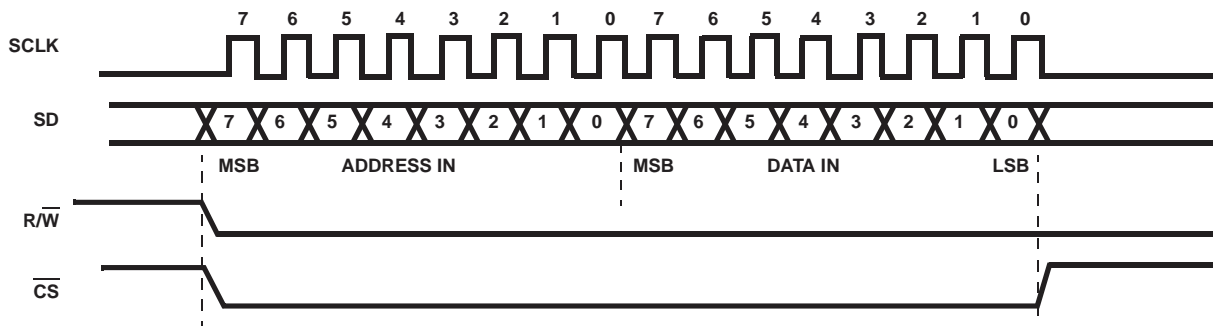 7 6 5 4 3 2 1 0 7 6 5 4 3 2 1 0
SCLK
SD 7 6 5 4 3 2 1 0 7 6 5 4 3 2 1 0
MSB ADDRESS IN MSB DATA IN LSB
R/W̅
C̅S̅